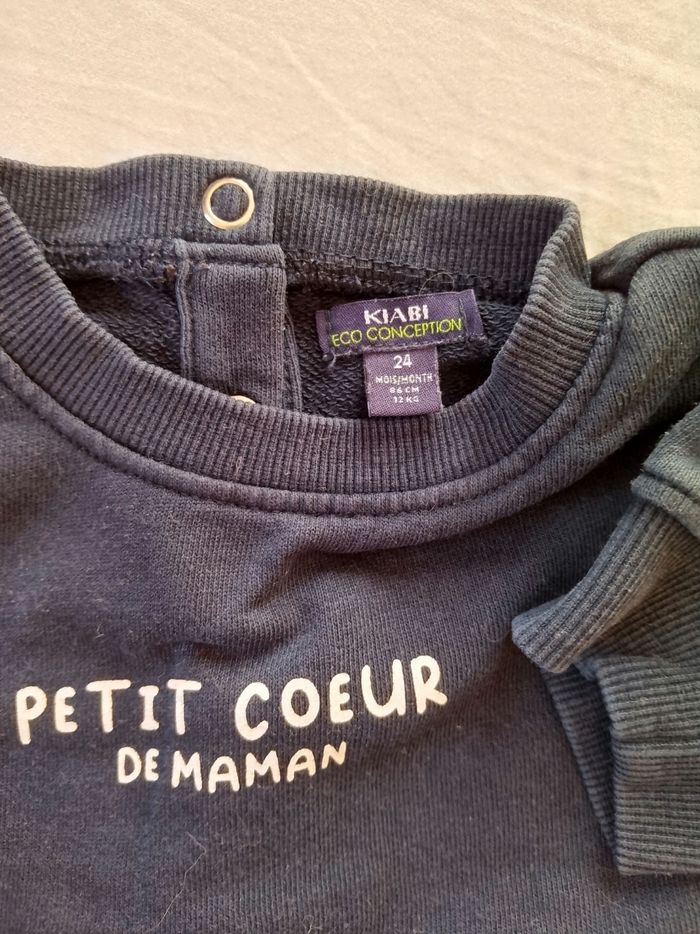 KIABI
ECO CONCEPTION
24
MOIS/MONTH
86 CM
12 KG
PETIT COEUR
DE MAMAN